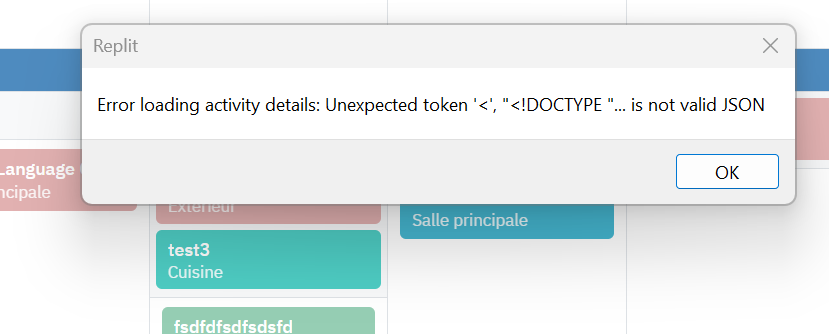 Replit
Error loading activity details: Unexpected token '<', "<!DOCTYPE "... is not valid JSON
OK
Language
ncipale
Extérieur
test3
Cuisine
Salle principale
fsdfdfsdfsdsfd